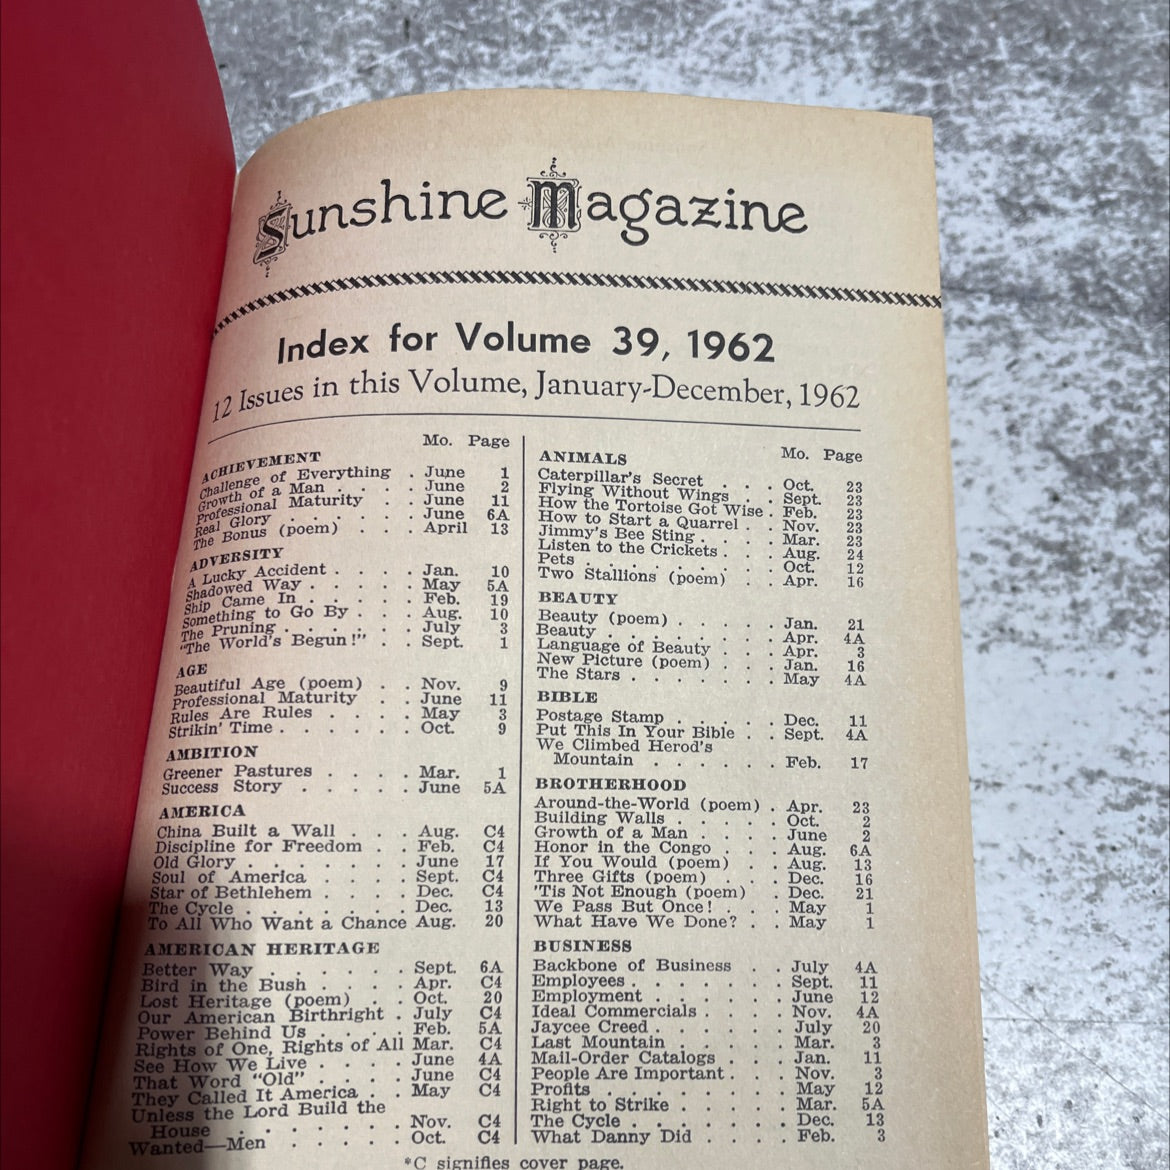 Sunshine Magazine
Index for Volume 39, 1962
12 Issues in this Volume, January-December, 1962
Mo. Page
ACHIEVEMENT
Challenge of Everything . June 1
Growth of a Man . . . . June 2
Professional Maturity . . June 11
Real Glory . . . . . . June 6A
The Bonus (poem) . . . April 13
ADVERSITY
A Lucky Accident . . . . Jan. 10
Shadowed Way . . . . . May 5A
Ship Came In . . . . . Feb. 19
Something to Go By . . . Aug. 10
The Pruning . . . . . . July 3
"The World's Begun!" . . Sept. 1
AGE
Beautiful Age (poem) . . Nov. 9
Professional Maturity . . June 11
Rules Are Rules . . . . May 3
Strikin' Time . . . . . . Oct. 9
AMBITION
Greener Pastures . . . . Mar. 1
Success Story . . . . . June 5A
AMERICA
China Built a Wall . . . Aug. C4
Discipline for Freedom . . Feb. C4
Old Glory . . . . . . . June 17
Soul of America . . . . Sept. C4
Star of Bethlehem . . . . Dec. C4
The Cycle . . . . . . . Dec. 13
To All Who Want a Chance Aug. 20
AMERICAN HERITAGE
Better Way . . . . . . Sept. 6A
Bird in the Bush . . . . Apr. C4
Lost Heritage (poem) . . Oct. 20
Our American Birthright . July C4
Power Behind Us . . . . Feb. 5A
Rights of One, Rights of All Mar. C4
See How We Live . . . . June 4A
That Word "Old" . . . . June C4
They Called It America . . May C4
Unless the Lord Build the
House . . . . . . . Nov. C4
Wanted—Men . . . . . Oct. C4
Mo. Page
ANIMALS
Caterpillar's Secret . . . Oct. 23
Flying Without Wings . . Sept. 23
How the Tortoise Got Wise . Feb. 23
How to Start a Quarrel . . Nov. 23
Jimmy's Bee Sting . . . . Mar. 23
Listen to the Crickets . . . Aug. 24
Pets . . . . . . . . . Oct. 12
Two Stallions (poem) . . Apr. 16
BEAUTY
Beauty (poem) . . . . . Jan. 21
Beauty . . . . . . . . Apr. 4A
Language of Beauty . . . Apr. 3
New Picture (poem) . . . Jan. 16
The Stars . . . . . . . May 4A
BIBLE
Postage Stamp . . . . . Dec. 11
Put This In Your Bible . . Sept. 4A
We Climbed Herod's
Mountain . . . . . . Feb. 17
BROTHERHOOD
Around-the-World (poem) . Apr. 23
Building Walls . . . . . Oct. 2
Growth of a Man . . . . June 2
Honor in the Congo . . . Aug. 6A
If You Would (poem) . . Aug. 13
Three Gifts (poem) . . . Dec. 16
'Tis Not Enough (poem) . Dec. 21
We Pass But Once! . . . May 1
What Have We Done? . . May 1
BUSINESS
Backbone of Business . . July 4A
Employees . . . . . . . Sept. 11
Employment . . . . . . June 12
Ideal Commercials . . . . Nov. 4A
Jaycee Creed . . . . . . July 20
Last Mountain . . . . . Mar. 3
Mail-Order Catalogs . . . Jan. 11
People Are Important . . . Nov. 3
Profits . . . . . . . . May 12
Right to Strike . . . . . Mar. 5A
The Cycle . . . . . . . Dec. 13
What Danny Did . . . . Feb. 3
*C signifies cover page.